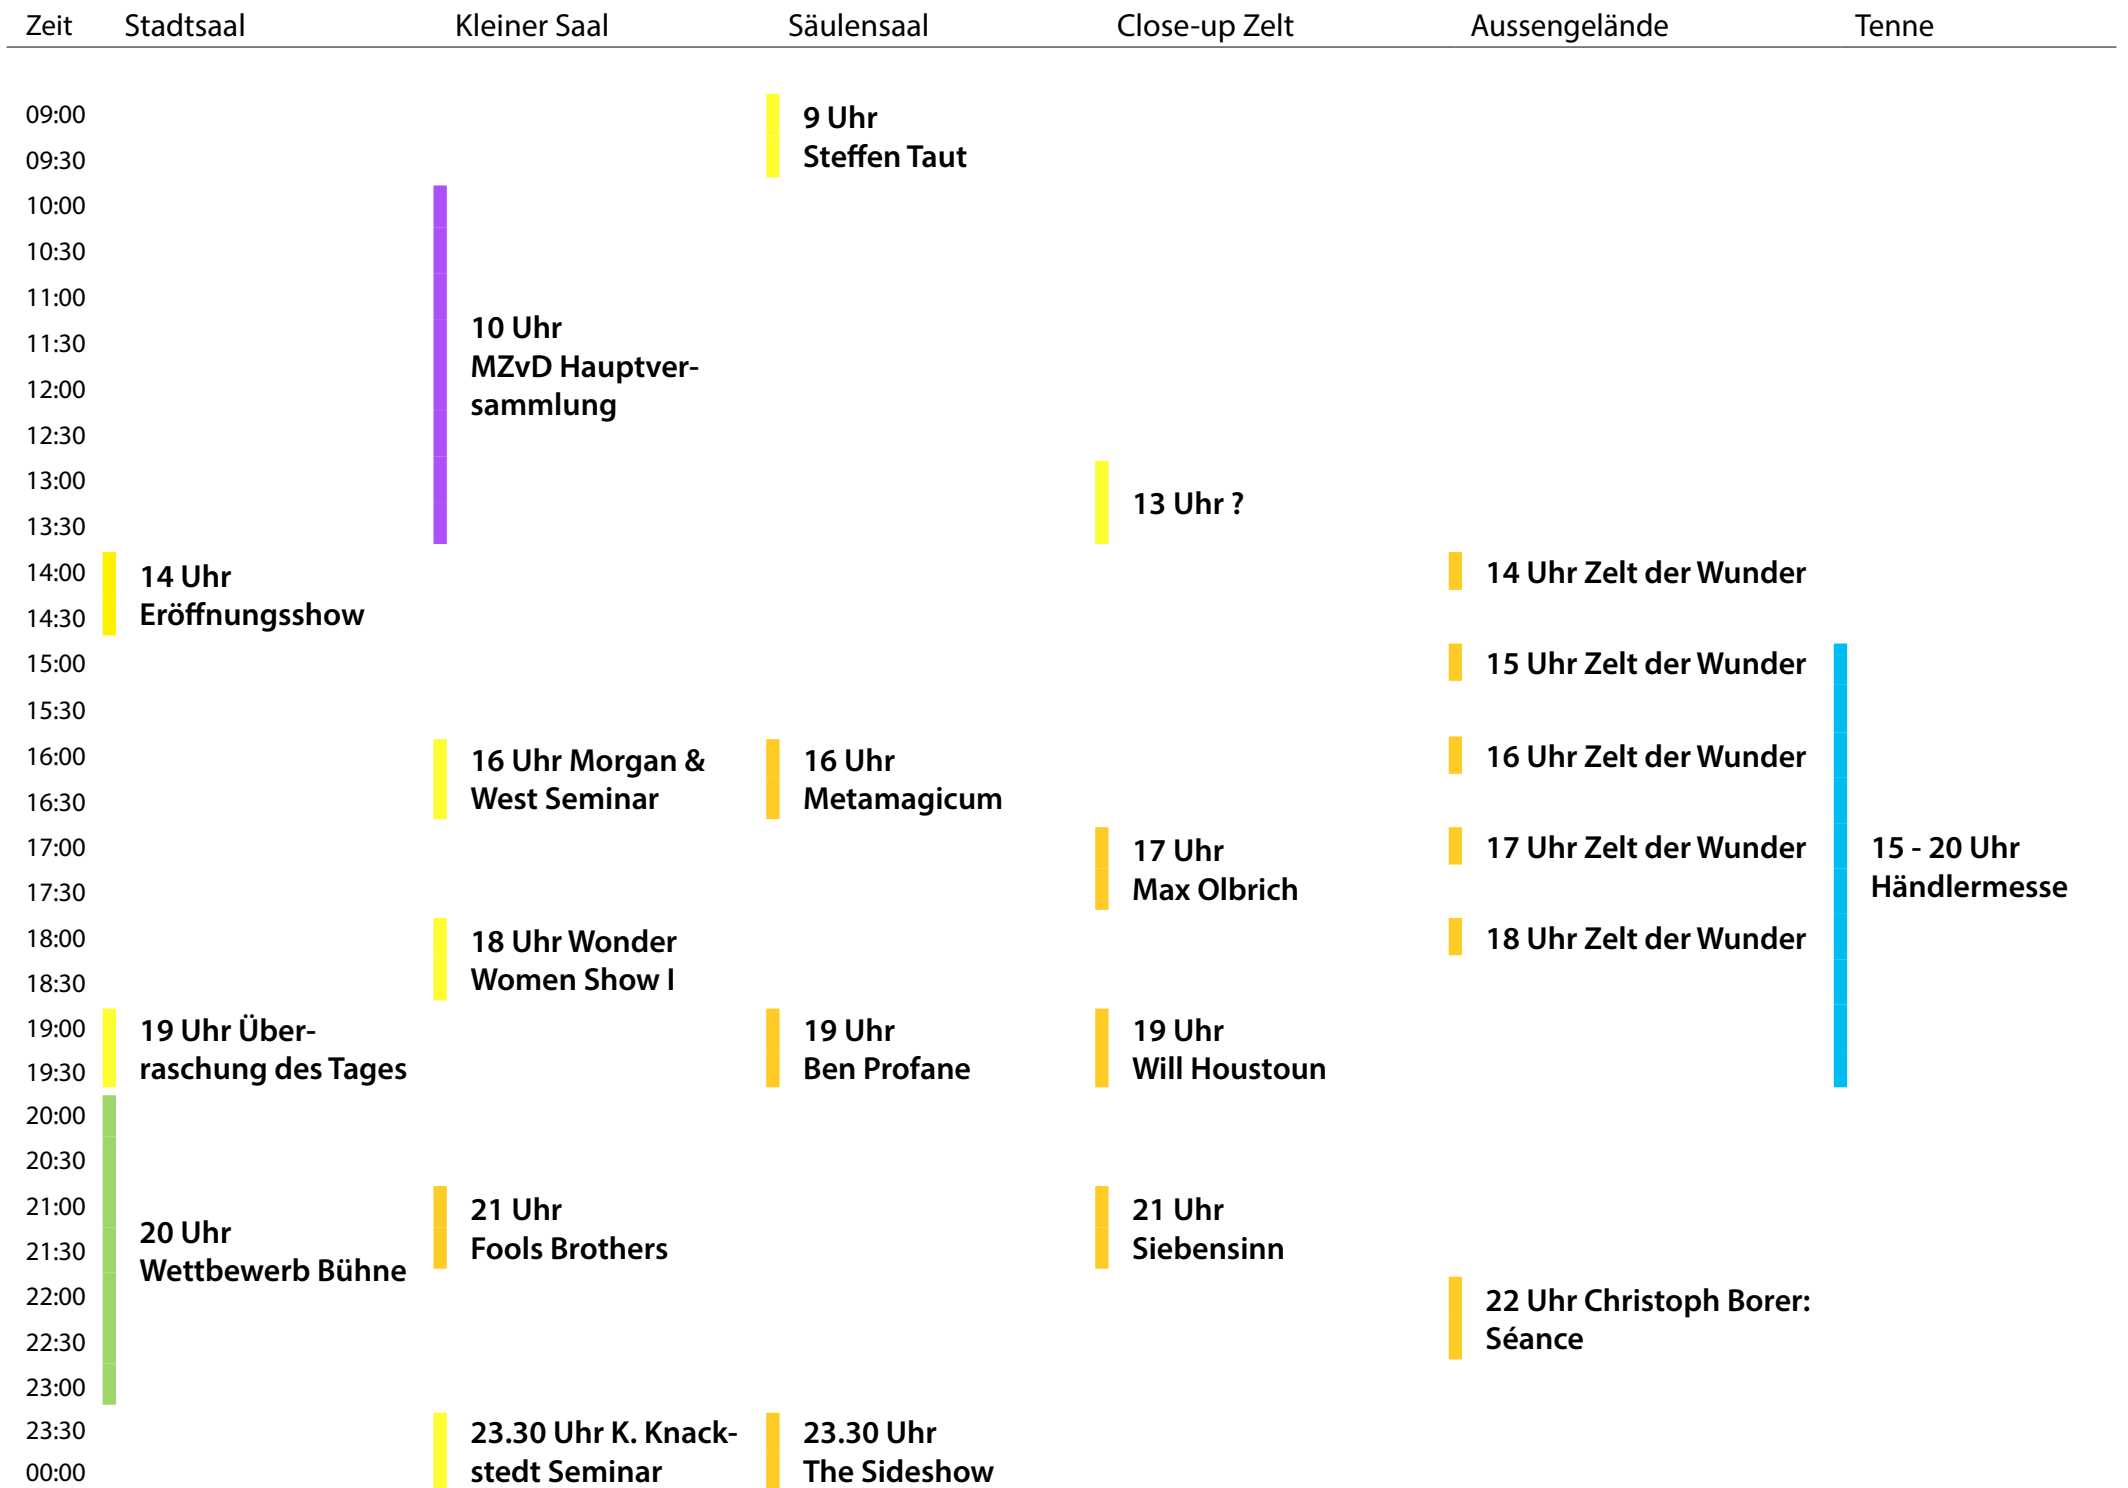 Zeit Stadtsaal Kleiner Saal Säulensaal Close-up Zelt Aussengelände Tenne
09:00
9 Uhr
Steffen Taut
09:30
10:00
10:30
11:00
10 Uhr
MZvD Hauptver-
sammlung
11:30
12:00
12:30
13:00
13 Uhr ?
13:30
14:00
14 Uhr
Eröffnungsshow
14 Uhr Zelt der Wunder
14:30
15:00
15 Uhr Zelt der Wunder
15:30
16:00
16 Uhr Morgan &
West Seminar
16 Uhr
Metamagicum
16 Uhr Zelt der Wunder
16:30
17:00
17 Uhr
Max Olbrich
17 Uhr Zelt der Wunder
15 - 20 Uhr
Händlermesse
17:30
18:00
18 Uhr Wonder
Women Show I
18 Uhr Zelt der Wunder
18:30
19:00
19 Uhr Über-
raschung des Tages
19 Uhr
Ben Profane
19 Uhr
Will Houstoun
19:30
20:00
20:30
21:00
20 Uhr
Wettbewerb Bühne
21 Uhr
Fools Brothers
21 Uhr
Siebensinn
21:30
22:00
22 Uhr Christoph Borer:
Séance
22:30
23:00
23:30
23.30 Uhr K. Knack-
stedt Seminar
23.30 Uhr
The Sideshow
00:00